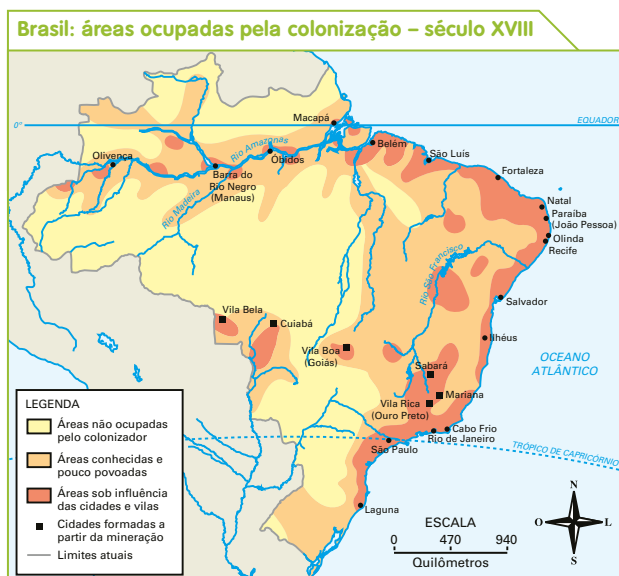 Brasil: áreas ocupadas pela colonização – século XVIII
Macapá
0°
EQUADOR
Belém
Rio Amazonas
São Luís
Olivença
Óbidos
Barra do
Rio Negro
(Manaus)
Fortaleza
Rio Madeira
Natal
Paraíba
(João Pessoa)
Olinda
Recife
Rio São Francisco
Salvador
Vila Bela
Cuiabá
Ilhéus
Vila Boa
(Goiás)
OCEANO
ATLÂNTICO
Sabará
Mariana
Vila Rica
(Ouro Preto)
Cabo Frio
Rio de Janeiro
São Paulo
TRÓPICO DE CAPRICÓRNIO
Laguna
LEGENDA
Áreas não ocupadas
pelo colonizador
Áreas conhecidas e
pouco povoadas
Áreas sob influência
das cidades e vilas
Cidades formadas a
partir da mineração
Limites atuais
ESCALA
0 470 940
Quilômetros
N
O L
S